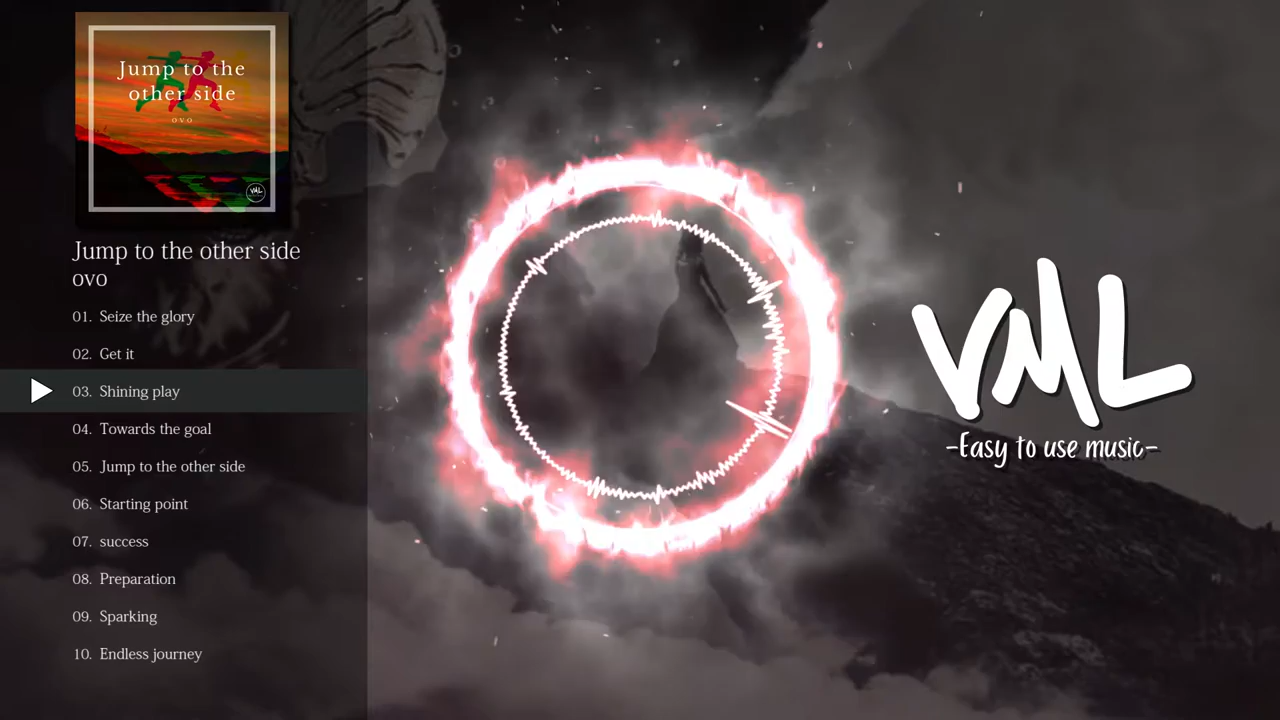 Jump to the
other side
ovo
VML
Jump to the other side
ovo
01. Seize the glory
02. Get it
03. Shining play
04. Towards the goal
05. Jump to the other side
06. Starting point
07. success
08. Preparation
09. Sparking
10. Endless journey
VML
-Easy to use music-